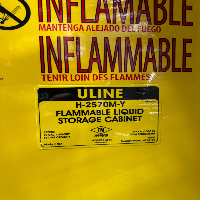 INFLAMABLE
MANTENGA ALEJADO DEL FUEGO
INFLAMMABLE
TENIR LOIN DES FLAMMES
ULINE
H-2570M-Y
FLAMMABLE LIQUID
STORAGE CABINET